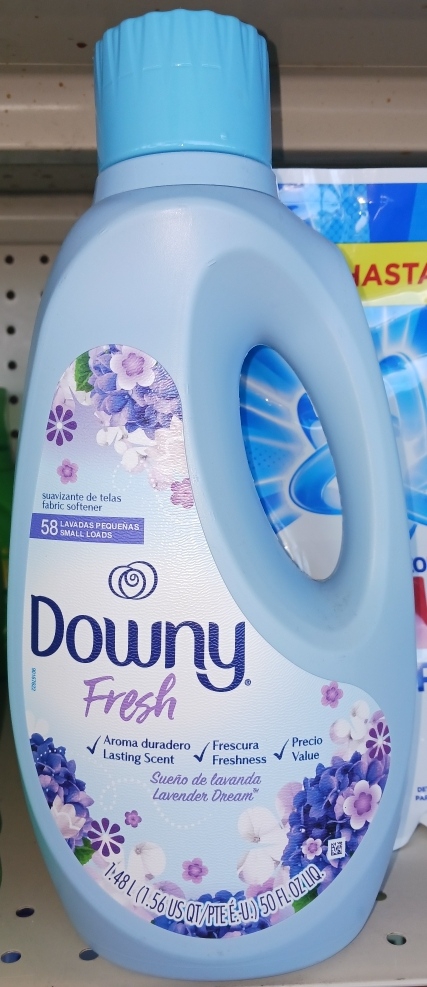 HASTA
suavizante de telas
fabric softener
58 LAVADAS PEQUEÑAS
SMALL LOADS
Downy®
Fresh
✓ Aroma duradero
Lasting Scent
✓ Frescura
Freshness
✓ Precio
Value
Sueño de lavanda
Lavender Dream™
1.48 L (1.56 US QT/PTE É.-U.) 50 FL OZ LIQ.